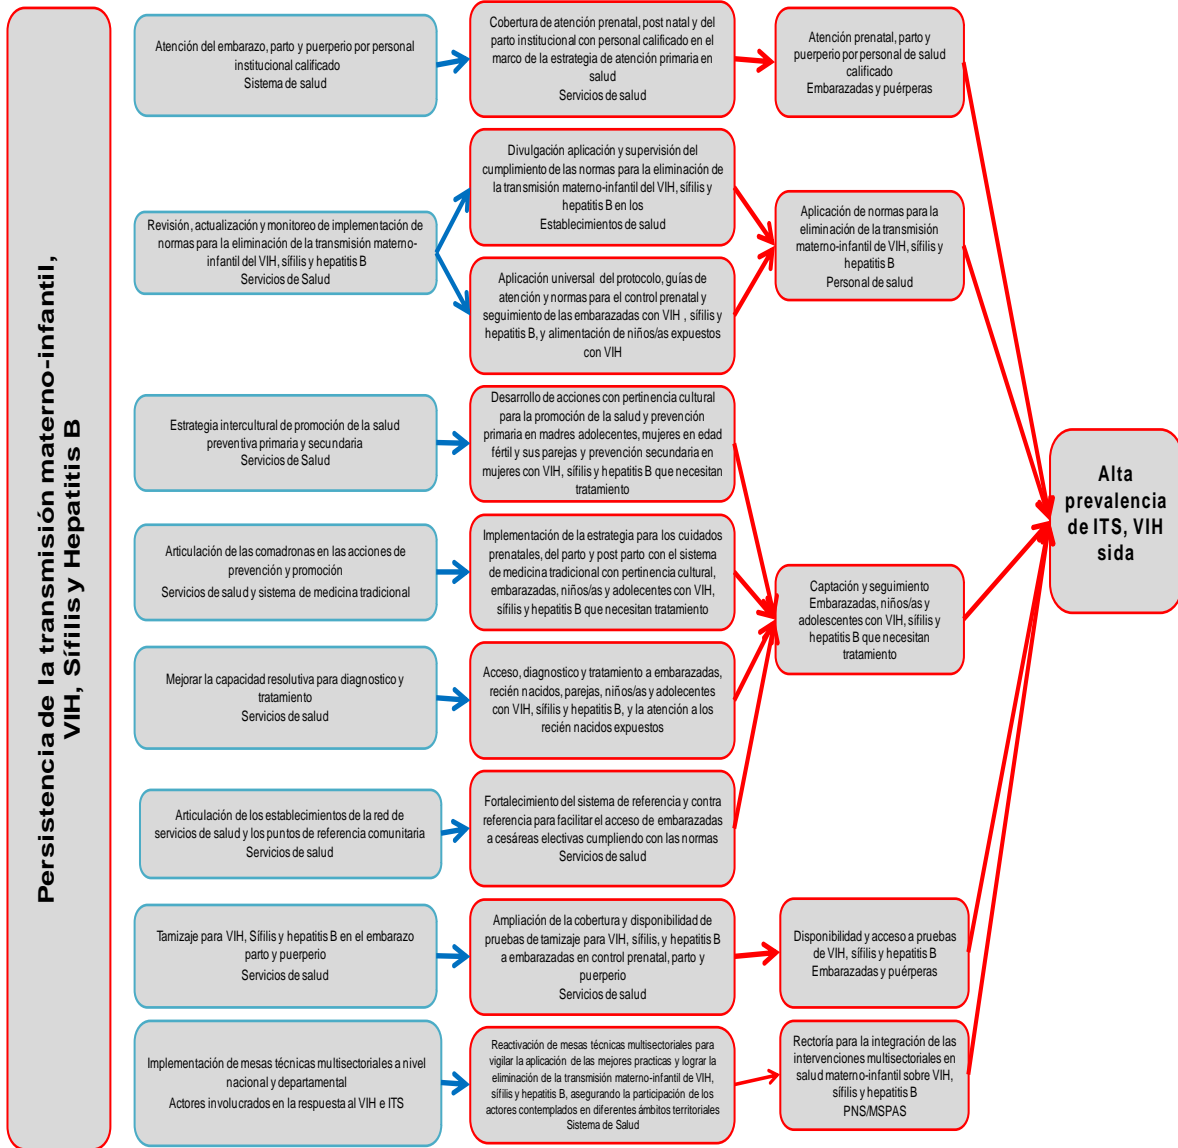 Persistencia de la transmisión materno-infantil,
VIH, Sífilis y Hepatitis B
Atención del embarazo, parto y puerperio por personal
institucional calificado
Sistema de salud
Cobertura de atención prenatal, post natal y del
parto institucional con personal calificado en el
marco de la estrategia de atención primaria en
salud
Servicios de salud
Atención prenatal, parto y
puerperio por personal de salud
calificado
Embarazadas y puérperas
Revisión, actualización y monitoreo de implementación de
normas para la eliminación de la transmisión materno-
infantil del VIH, sífilis y hepatitis B
Servicios de Salud
Divulgación aplicación y supervisión del
cumplimiento de las normas para la eliminación de
la transmisión materno-infantil del VIH, sífilis y
hepatitis B en los
Establecimientos de salud
Aplicación universal del protocolo, guías de
atención y normas para el control prenatal y
seguimiento de las embarazadas con VIH , sífilis y
hepatitis B, y alimentación de niños/as expuestos
con VIH
Aplicación de normas para la
eliminación de la transmisión
materno-infantil de VIH, sífilis y
hepatitis B
Personal de salud
Estrategia intercultural de promoción de la salud
preventiva primaria y secundaria
Servicios de Salud
Desarrollo de acciones con pertinencia cultural
para la promoción de la salud y prevención
primaria en madres adolescentes, mujeres en edad
fértil y sus parejas y prevención secundaria en
mujeres con VIH, sífilis y hepatitis B que necesitan
tratamiento
Articulación de las comadronas en las acciones de
prevención y promoción
Servicios de salud y sistema de medicina tradicional
Implementación de la estrategia para los cuidados
prenatales, del parto y post parto con el sistema
de medicina tradicional con pertinencia cultural,
embarazadas, niños/as y adolecentes con VIH,
sífilis y hepatitis B que necesitan tratamiento
Captación y seguimiento
Embarazadas, niños/as y
adolescentes con VIH, sífilis y
hepatitis B que necesitan
tratamiento
Mejorar la capacidad resolutiva para diagnostico y
tratamiento
Servicios de salud
Acceso, diagnostico y tratamiento a embarazadas,
recién nacidos, parejas, niños/as y adolecentes
con VIH, sífilis y hepatitis B, y la atención a los
recién nacidos expuestos
Articulación de los establecimientos de la red de
servicios de salud y los puntos de referencia comunitaria
Servicios de salud
Fortalecimiento del sistema de referencia y contra
referencia para facilitar el acceso de embarazadas
a cesáreas electivas cumpliendo con las normas
Servicios de salud
Tamizaje para VIH, Sífilis y hepatitis B en el embarazo
parto y puerperio
Servicios de salud
Ampliación de la cobertura y disponibilidad de
pruebas de tamizaje para VIH, sífilis, y hepatitis B
a embarazadas en control prenatal, parto y
puerperio
Servicios de salud
Disponibilidad y acceso a pruebas
de VIH, sífilis y hepatitis B
Embarazadas y puérperas
Implementación de mesas técnicas multisectoriales a nivel
nacional y departamental
Actores involucrados en la respuesta al VIH e ITS
Reactivación de mesas técnicas multisectoriales para
vigilar la aplicación de las mejores practicas y lograr la
eliminación de la transmisión materno-infantil de VIH,
sífilis y hepatitis B, asegurando la participación de los
actores contemplados en diferentes ámbitos territoriales
Sistema de Salud
Rectoría para la integración de las
intervenciones multisectoriales en
salud materno-infantil sobre VIH,
sífilis y hepatitis B
PNS/MSPAS
Alta
prevalencia
de ITS, VIH
sida